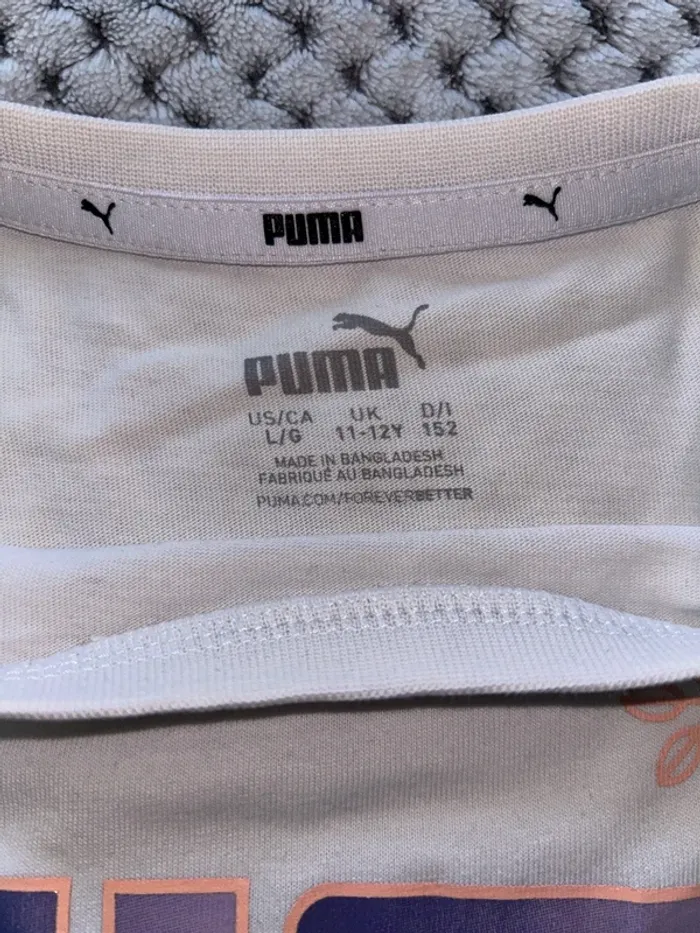 PUMA
PUMA
US/CA UK D/I
L/G 11-12Y 152
MADE IN BANGLADESH
FABRIQUÉ AU BANGLADESH
PUMA.COM/FOREVERBETTER